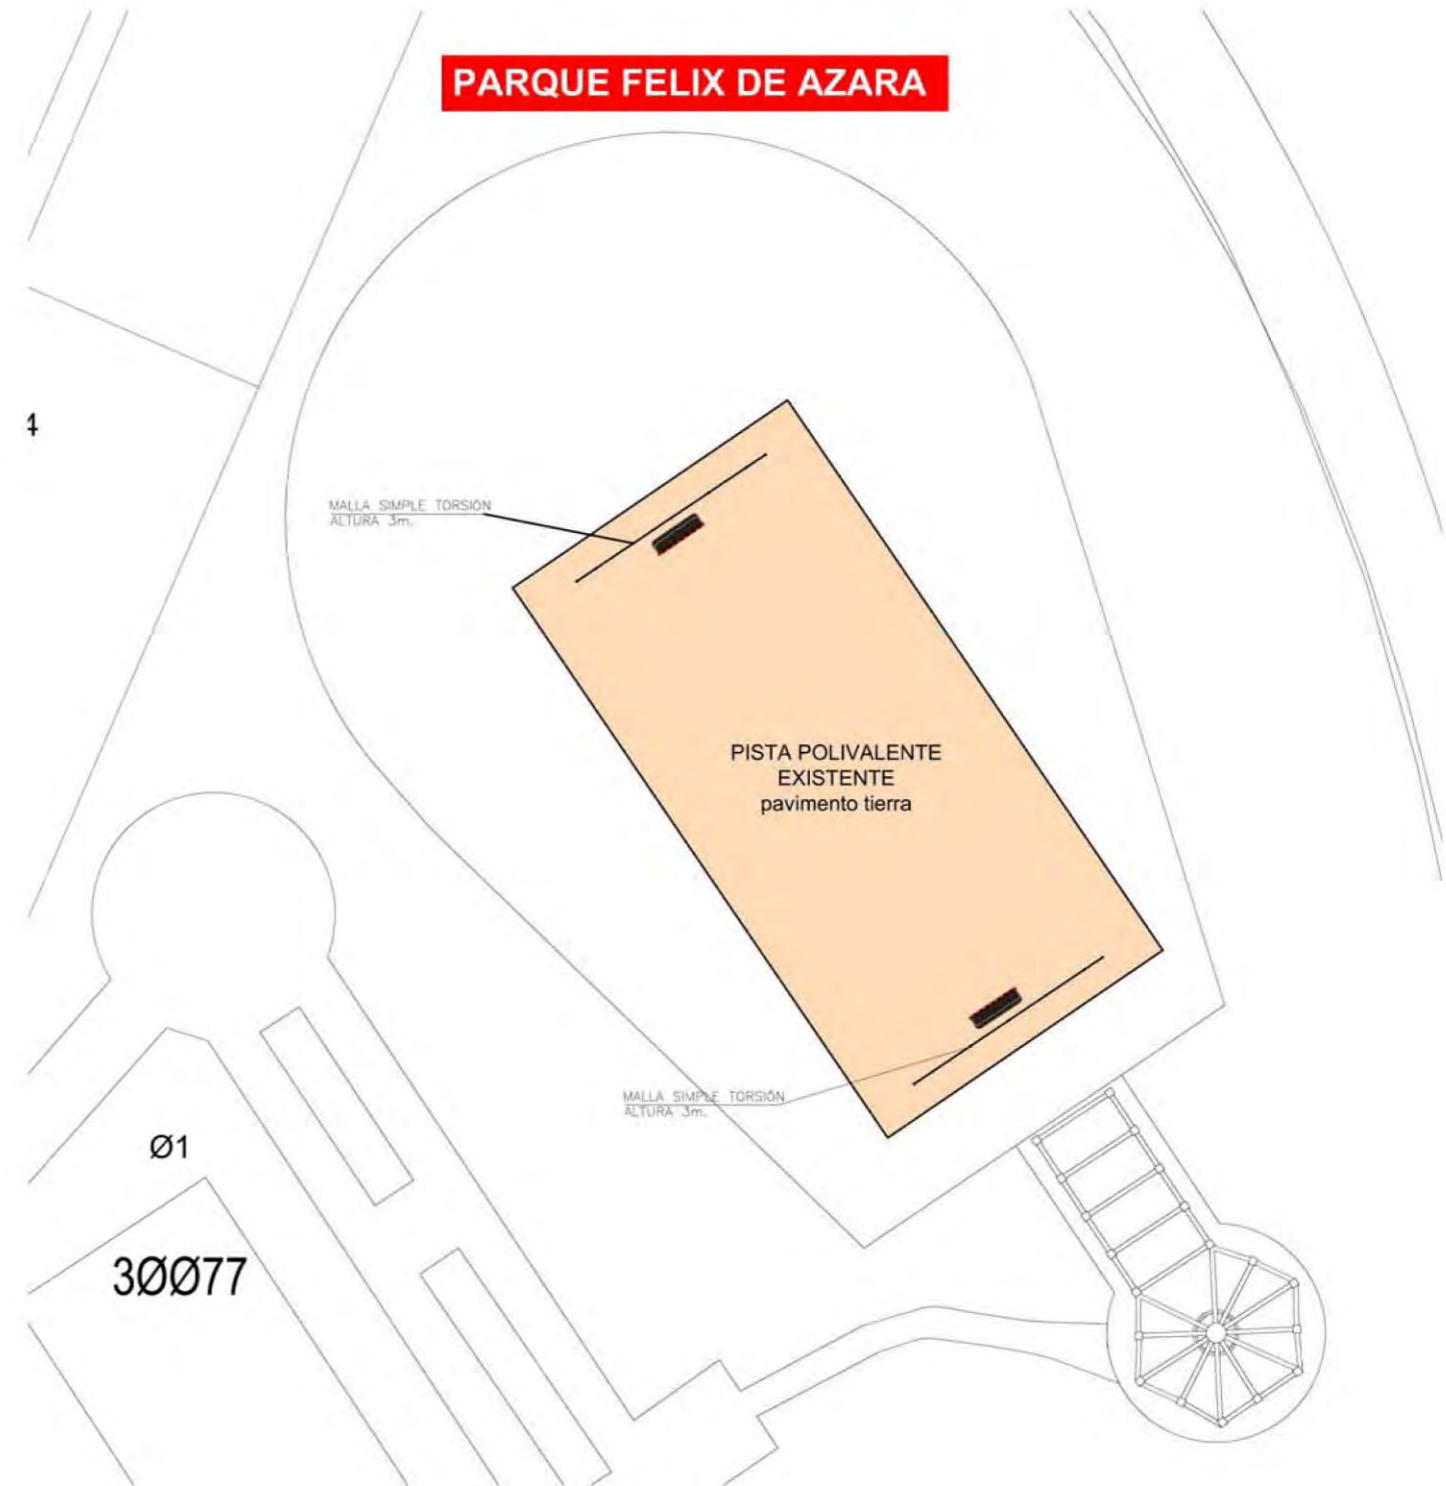 PARQUE FELIX DE AZARA
4
MALLA SIMPLE TORSIÓN
ALTURA 3m.
PISTA POLIVALENTE
EXISTENTE
pavimento tierra
MALLA SIMPLE TORSIÓN
ALTURA 3m.
Ø1
3ØØ77